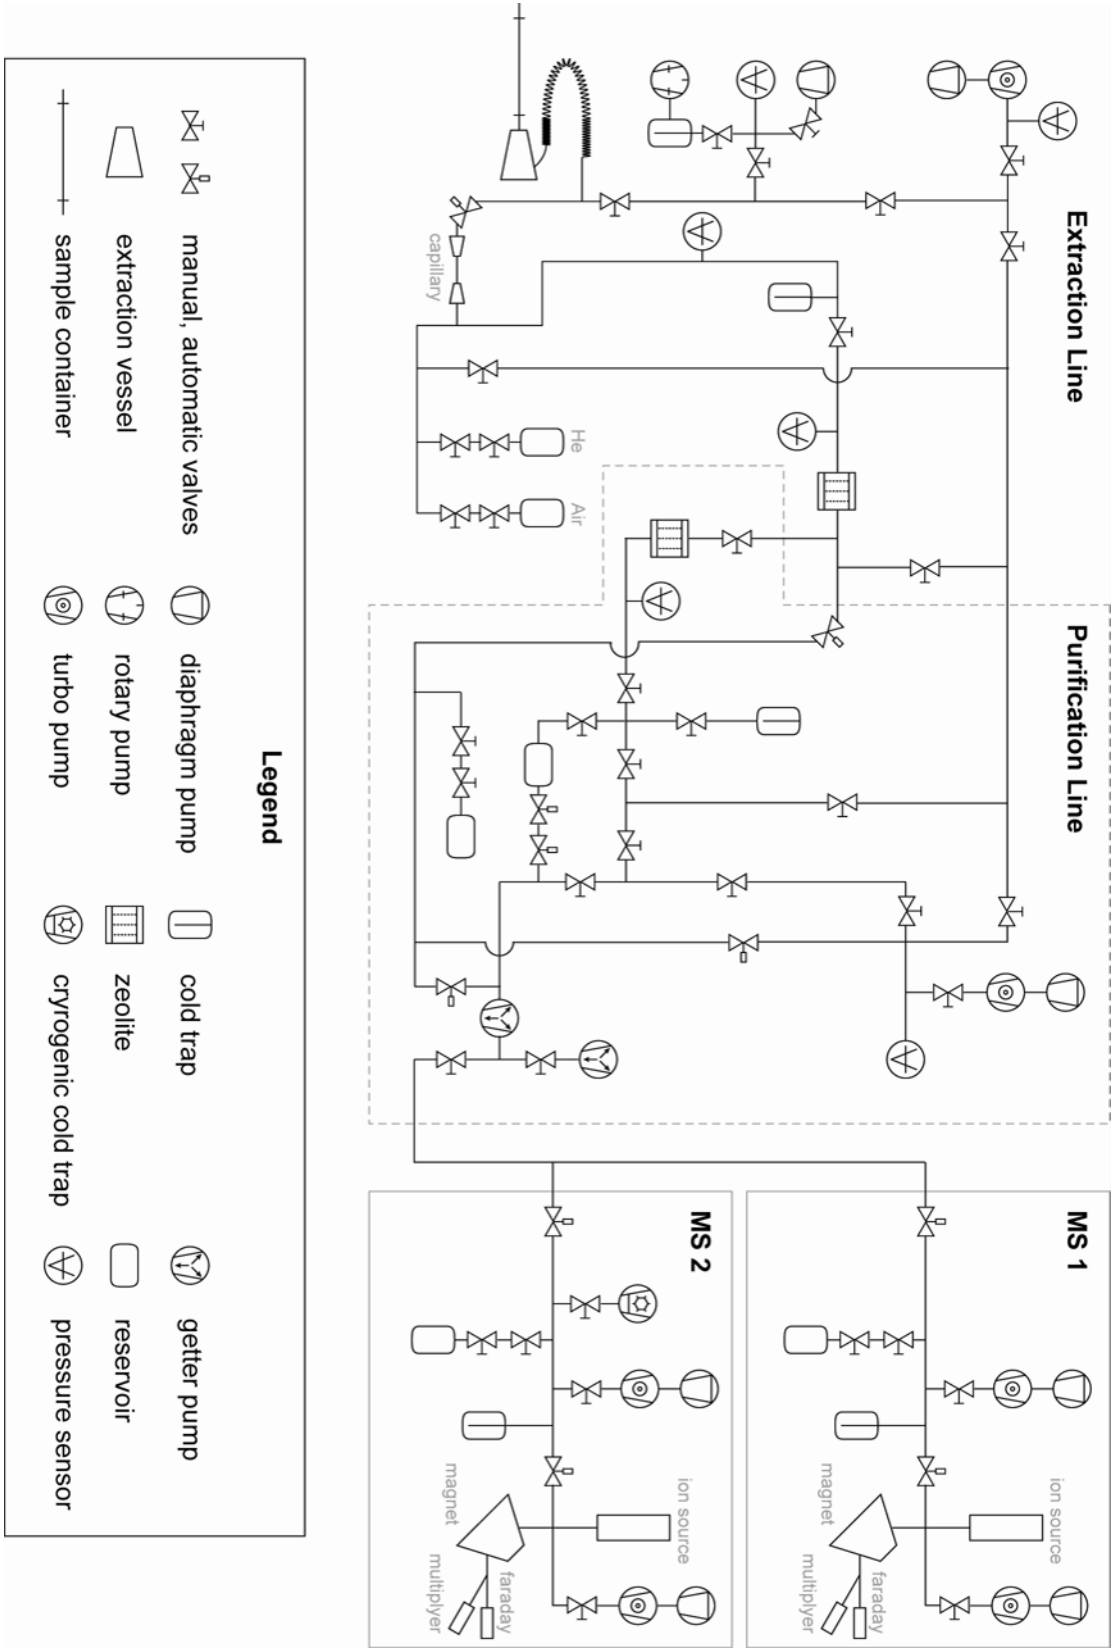 Extraction Line
Purification Line
MS 1
MS 2
capillary
He
Air
ion source
magnet
faraday
multiplyer
ion source
magnet
faraday
multiplyer
Legend
manual, automatic valves
extraction vessel
sample container
diaphragm pump
rotary pump
turbo pump
cold trap
zeolite
cryrogenic cold trap
getter pump
reservoir
pressure sensor